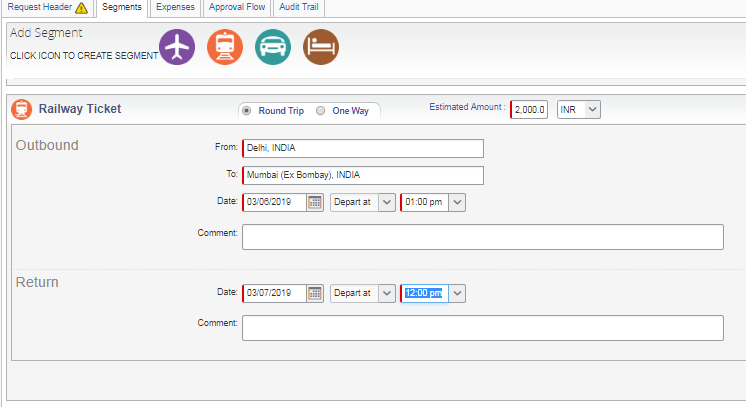 Request Header Segments Expenses Approval Flow Audit Trail
Add Segment
CLICK ICON TO CREATE SEGMENT
Railway Ticket Round Trip One Way Estimated Amount : 2,000.0 INR
Outbound
From: Delhi, INDIA
To: Mumbai (Ex Bombay), INDIA
Date: 03/06/2019 Depart at 01:00 pm
Comment:
Return
Date: 03/07/2019 Depart at 12:00 pm
Comment: